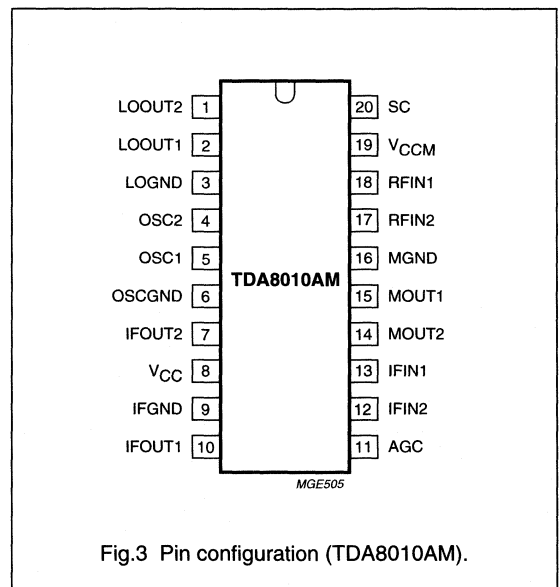 LOOUT2 1 20 SC
LOOUT1 2 19 VCCM
LOGND 3 18 RFIN1
OSC2 4 17 RFIN2
OSC1 5 16 MGND
TDA8010AM
OSCGND 6 15 MOUT1
IFOUT2 7 14 MOUT2
VCC 8 13 IFIN1
IFGND 9 12 IFIN2
IFOUT1 10 11 AGC
MGE505
Fig.3 Pin configuration (TDA8010AM).